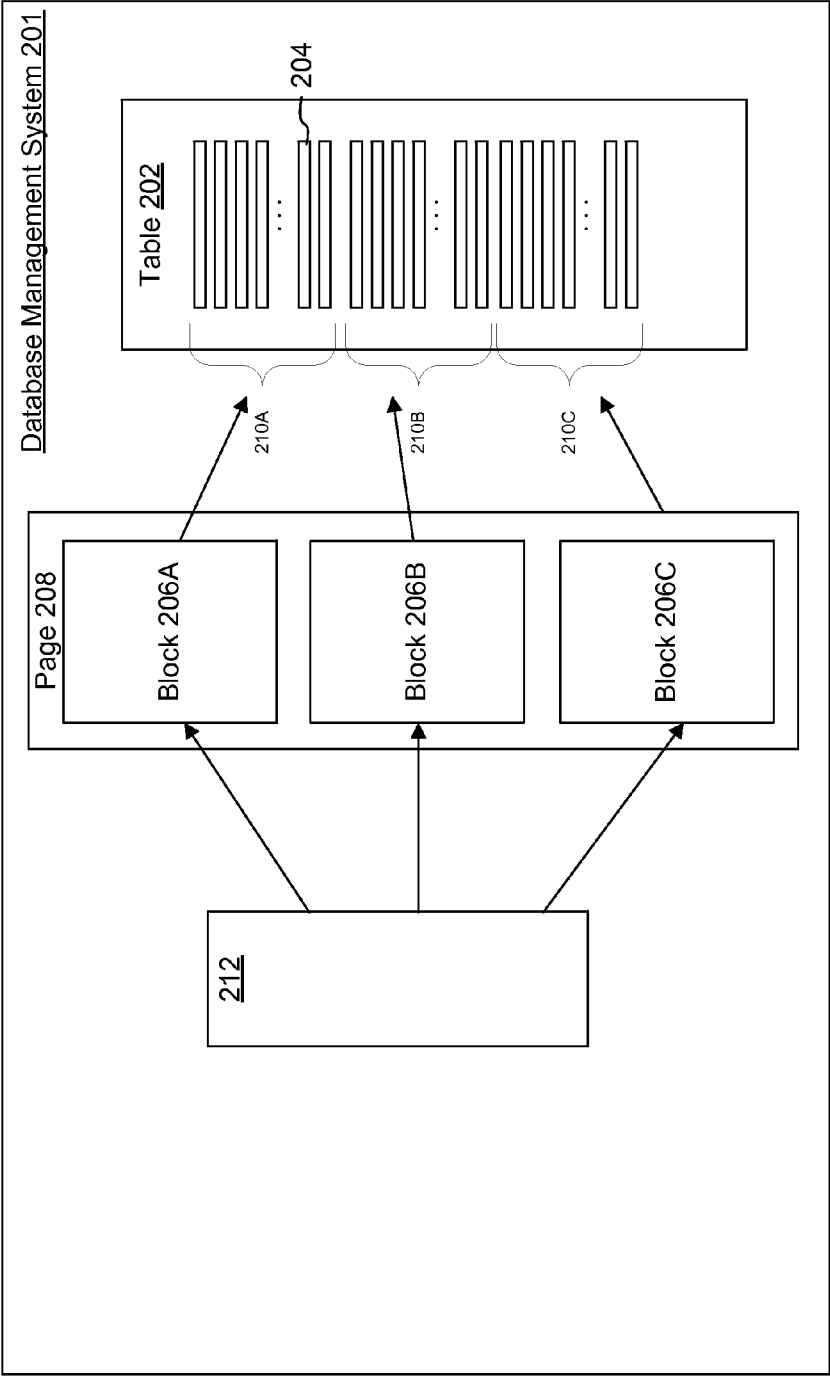 Database Management System 201
Page 208
Block 206A
Block 206B
Block 206C
212
Table 202
204
...
...
...
210A
210B
210C